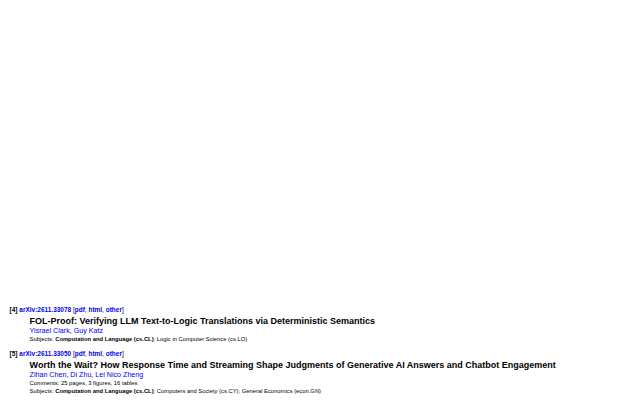 [4] arXiv:2611.33078 [pdf, html, other]
FOL-Proof: Verifying LLM Text-to-Logic Translations via Deterministic Semantics
Yisrael Clark, Guy Katz
Subjects: Computation and Language (cs.CL); Logic in Computer Science (cs.LO)
[5] arXiv:2611.33050 [pdf, html, other]
Worth the Wait? How Response Time and Streaming Shape Judgments of Generative AI Answers and Chatbot Engagement
Zihan Chen, Di Zhu, Lei Nico Zheng
Comments: 25 pages, 3 figures, 16 tables
Subjects: Computation and Language (cs.CL); Computers and Society (cs.CY); General Economics (econ.GN)